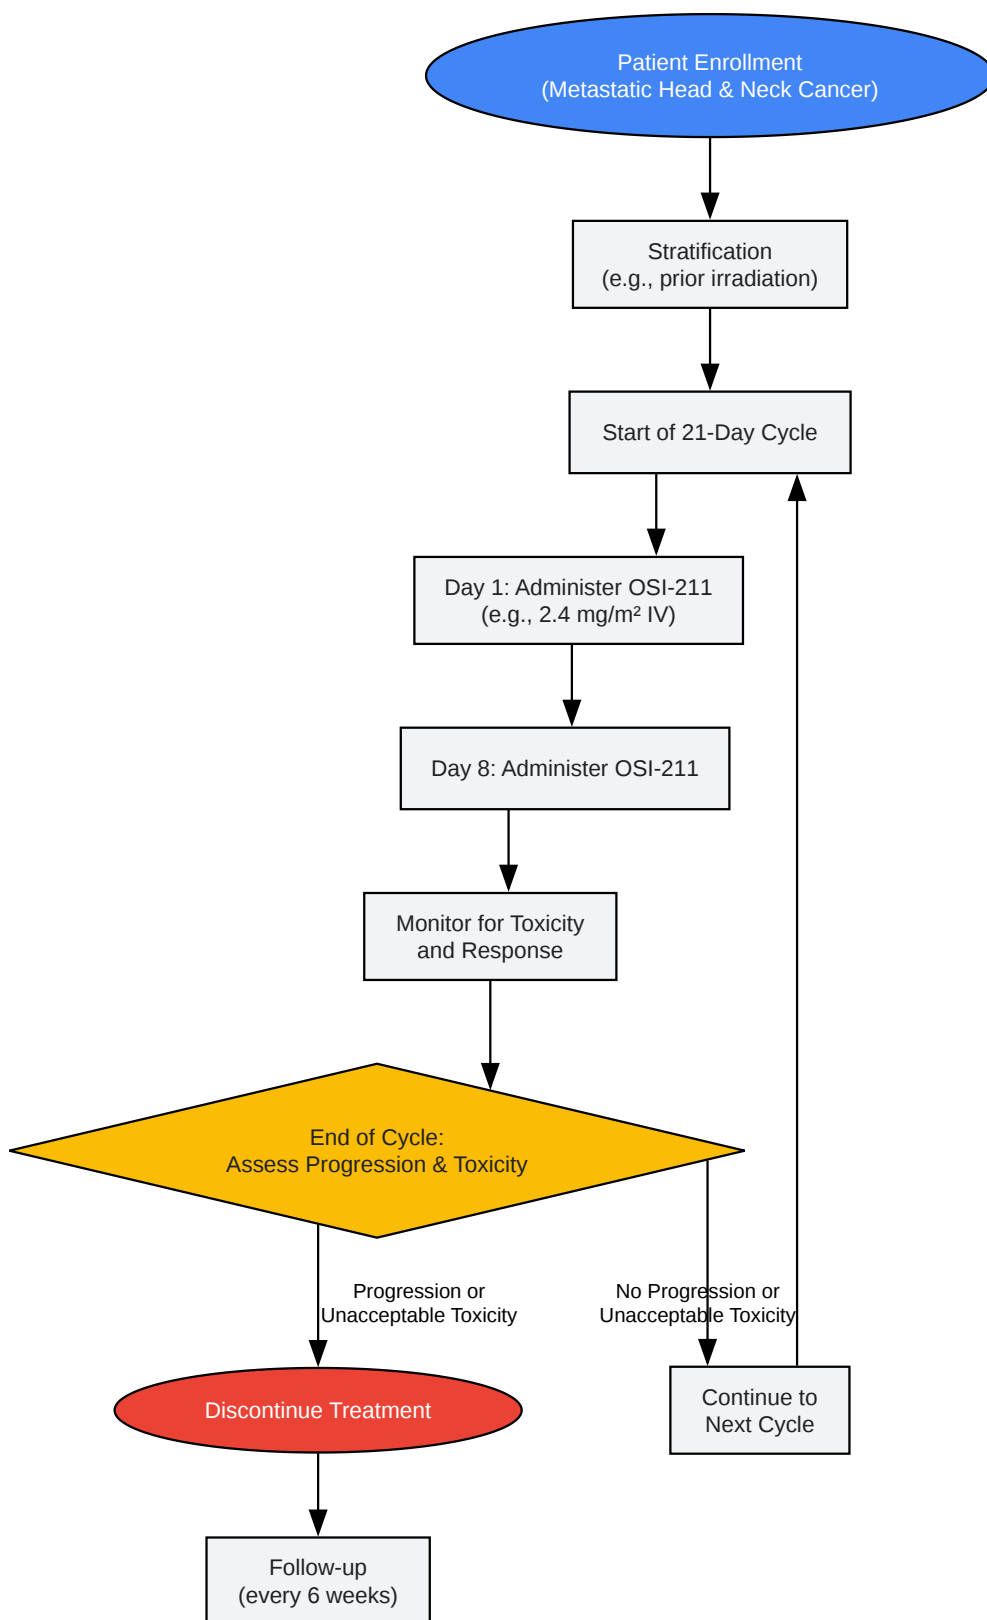 Patient Enrollment
(Metastatic Head & Neck Cancer)
Stratification
(e.g., prior irradiation)
Start of 21-Day Cycle
Day 1: Administer OSI-211
(e.g., 2.4 mg/m² IV)
Day 8: Administer OSI-211
Monitor for Toxicity
and Response
End of Cycle:
Assess Progression & Toxicity
Progression or
Unacceptable Toxicity
No Progression or
Unacceptable Toxicity
Discontinue Treatment
Continue to
Next Cycle
Follow-up
(every 6 weeks)